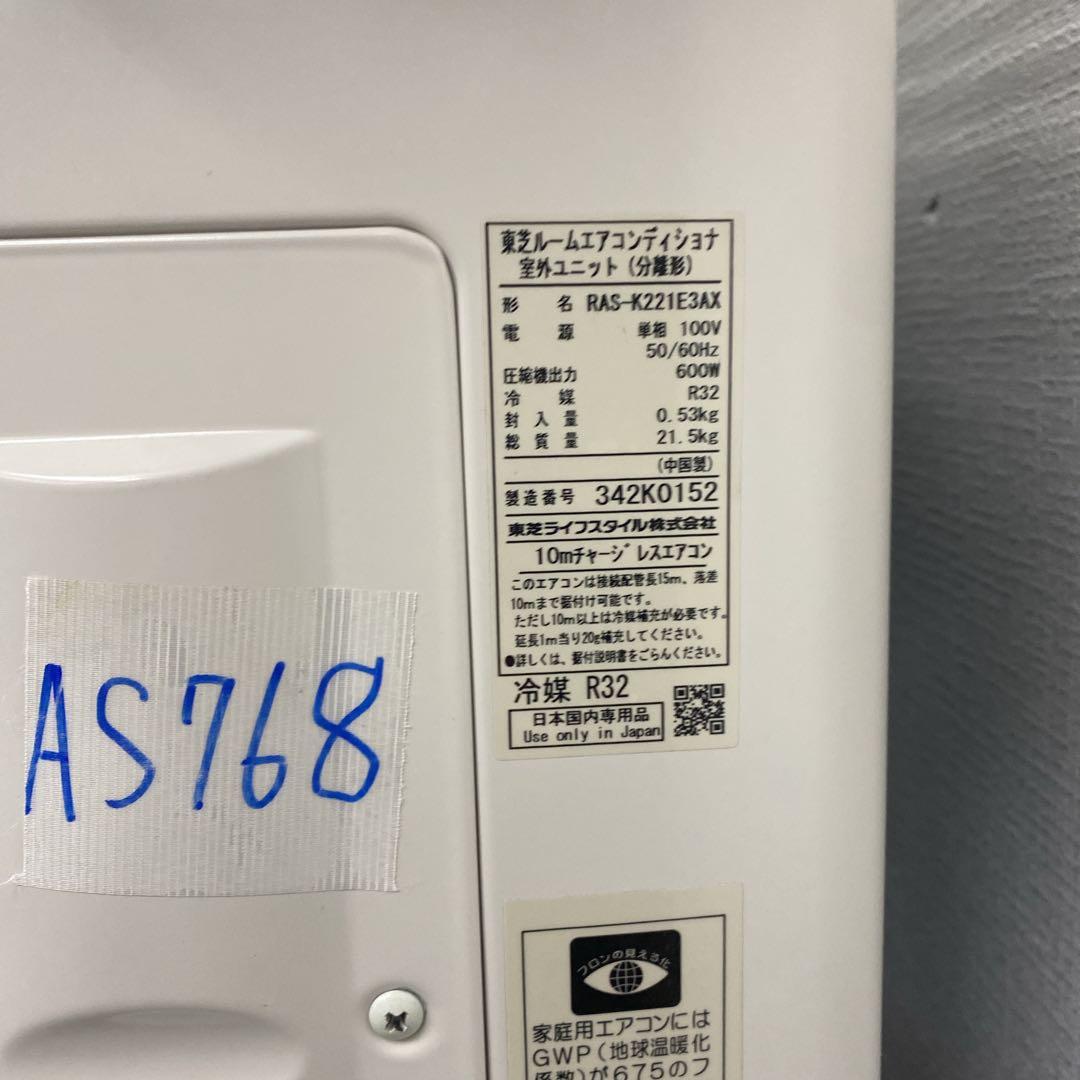 東芝ルームエアコンディショナ
室外ユニット（分離形）
形名 RAS-K221E3AX
電源 単相 100V
50/60Hz
圧縮機出力 600W
冷媒 R32
封入量 0.53kg
総質量 21.5kg
（中国製）
製造番号 342K0152
東芝ライフスタイル株式会社
10mチャージレスエアコン
このエアコンは接続配管長15m、落差
10mまで据付け可能です。
ただし10m以上は冷媒補充が必要です。
延長1m当り20g補充してください。
●詳しくは、据付説明書をごらんください。
冷媒 R32
日本国内専用品
Use only in Japan
AS768
フロンの見える化
家庭用エアコンには
GWP（地球温暖化
係数）が675のフ